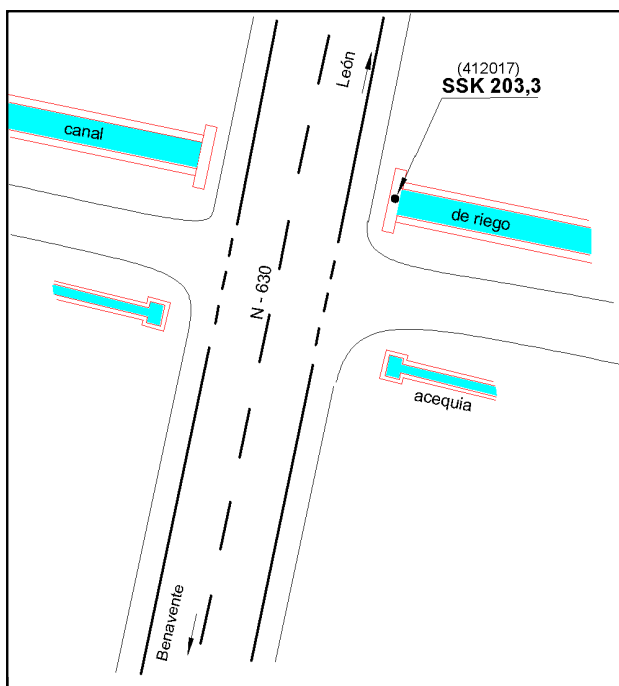 León
(412017)
SSK 203,3
canal
de riego
N - 630
acequia
Benavente